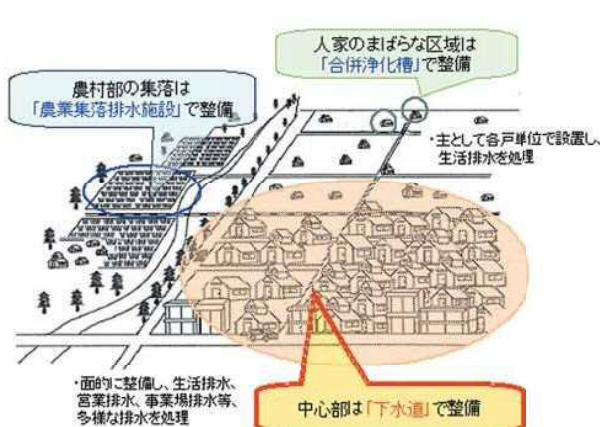 人家のまばらな区域は
「合併浄化槽」で整備
農村部の集落は
「農業集落排水施設」で整備
・主として各戸単位で設置し、
生活排水を処理
・面的に整備し、生活排水、
営業排水、事業場排水等、
多様な排水を処理
中心部は「下水道」で整備